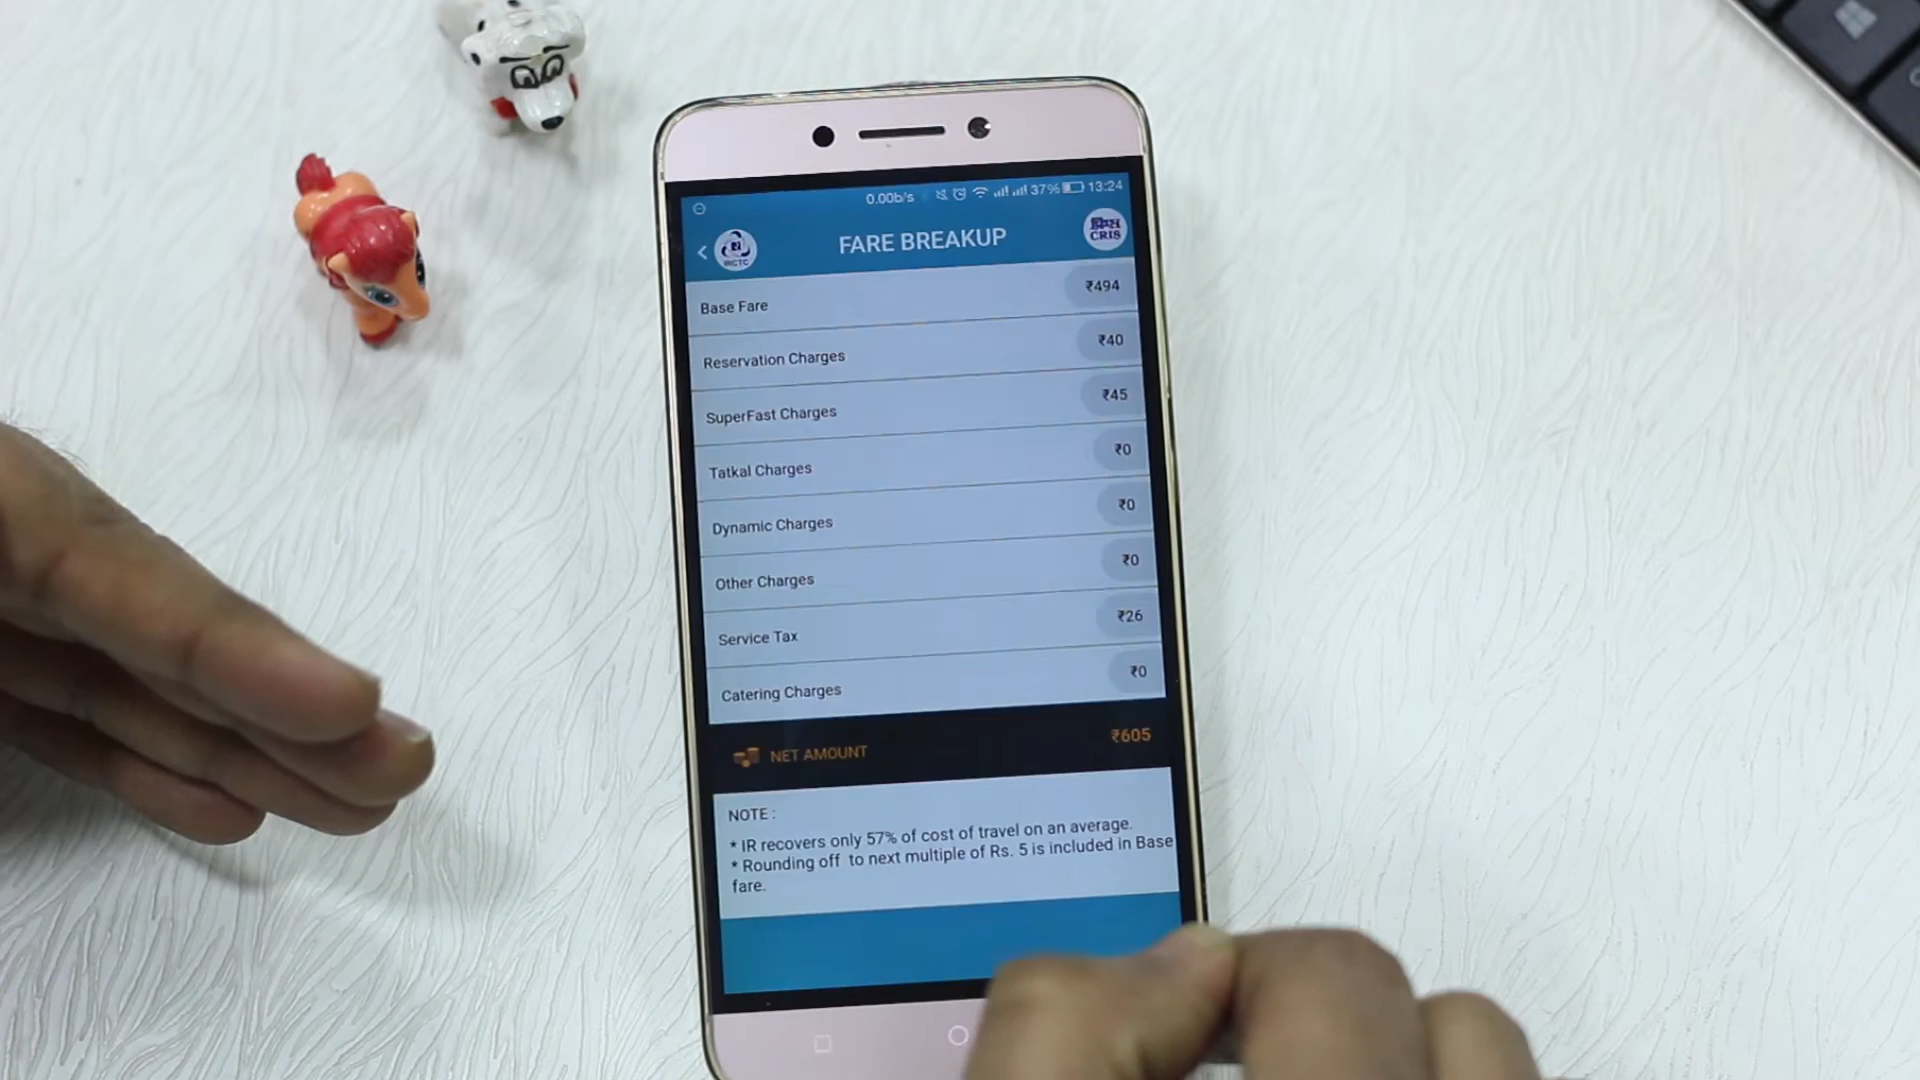 0.00b/s 37% 13:24
IRCTC
FARE BREAKUP
क्रिस
CRIS
Base Fare ₹494
Reservation Charges ₹40
SuperFast Charges ₹45
Tatkal Charges ₹0
Dynamic Charges ₹0
Other Charges ₹0
Service Tax ₹26
Catering Charges ₹0
NET AMOUNT ₹605
NOTE :
* IR recovers only 57% of cost of travel on an average.
* Rounding off to next multiple of Rs. 5 is included in Base
fare.